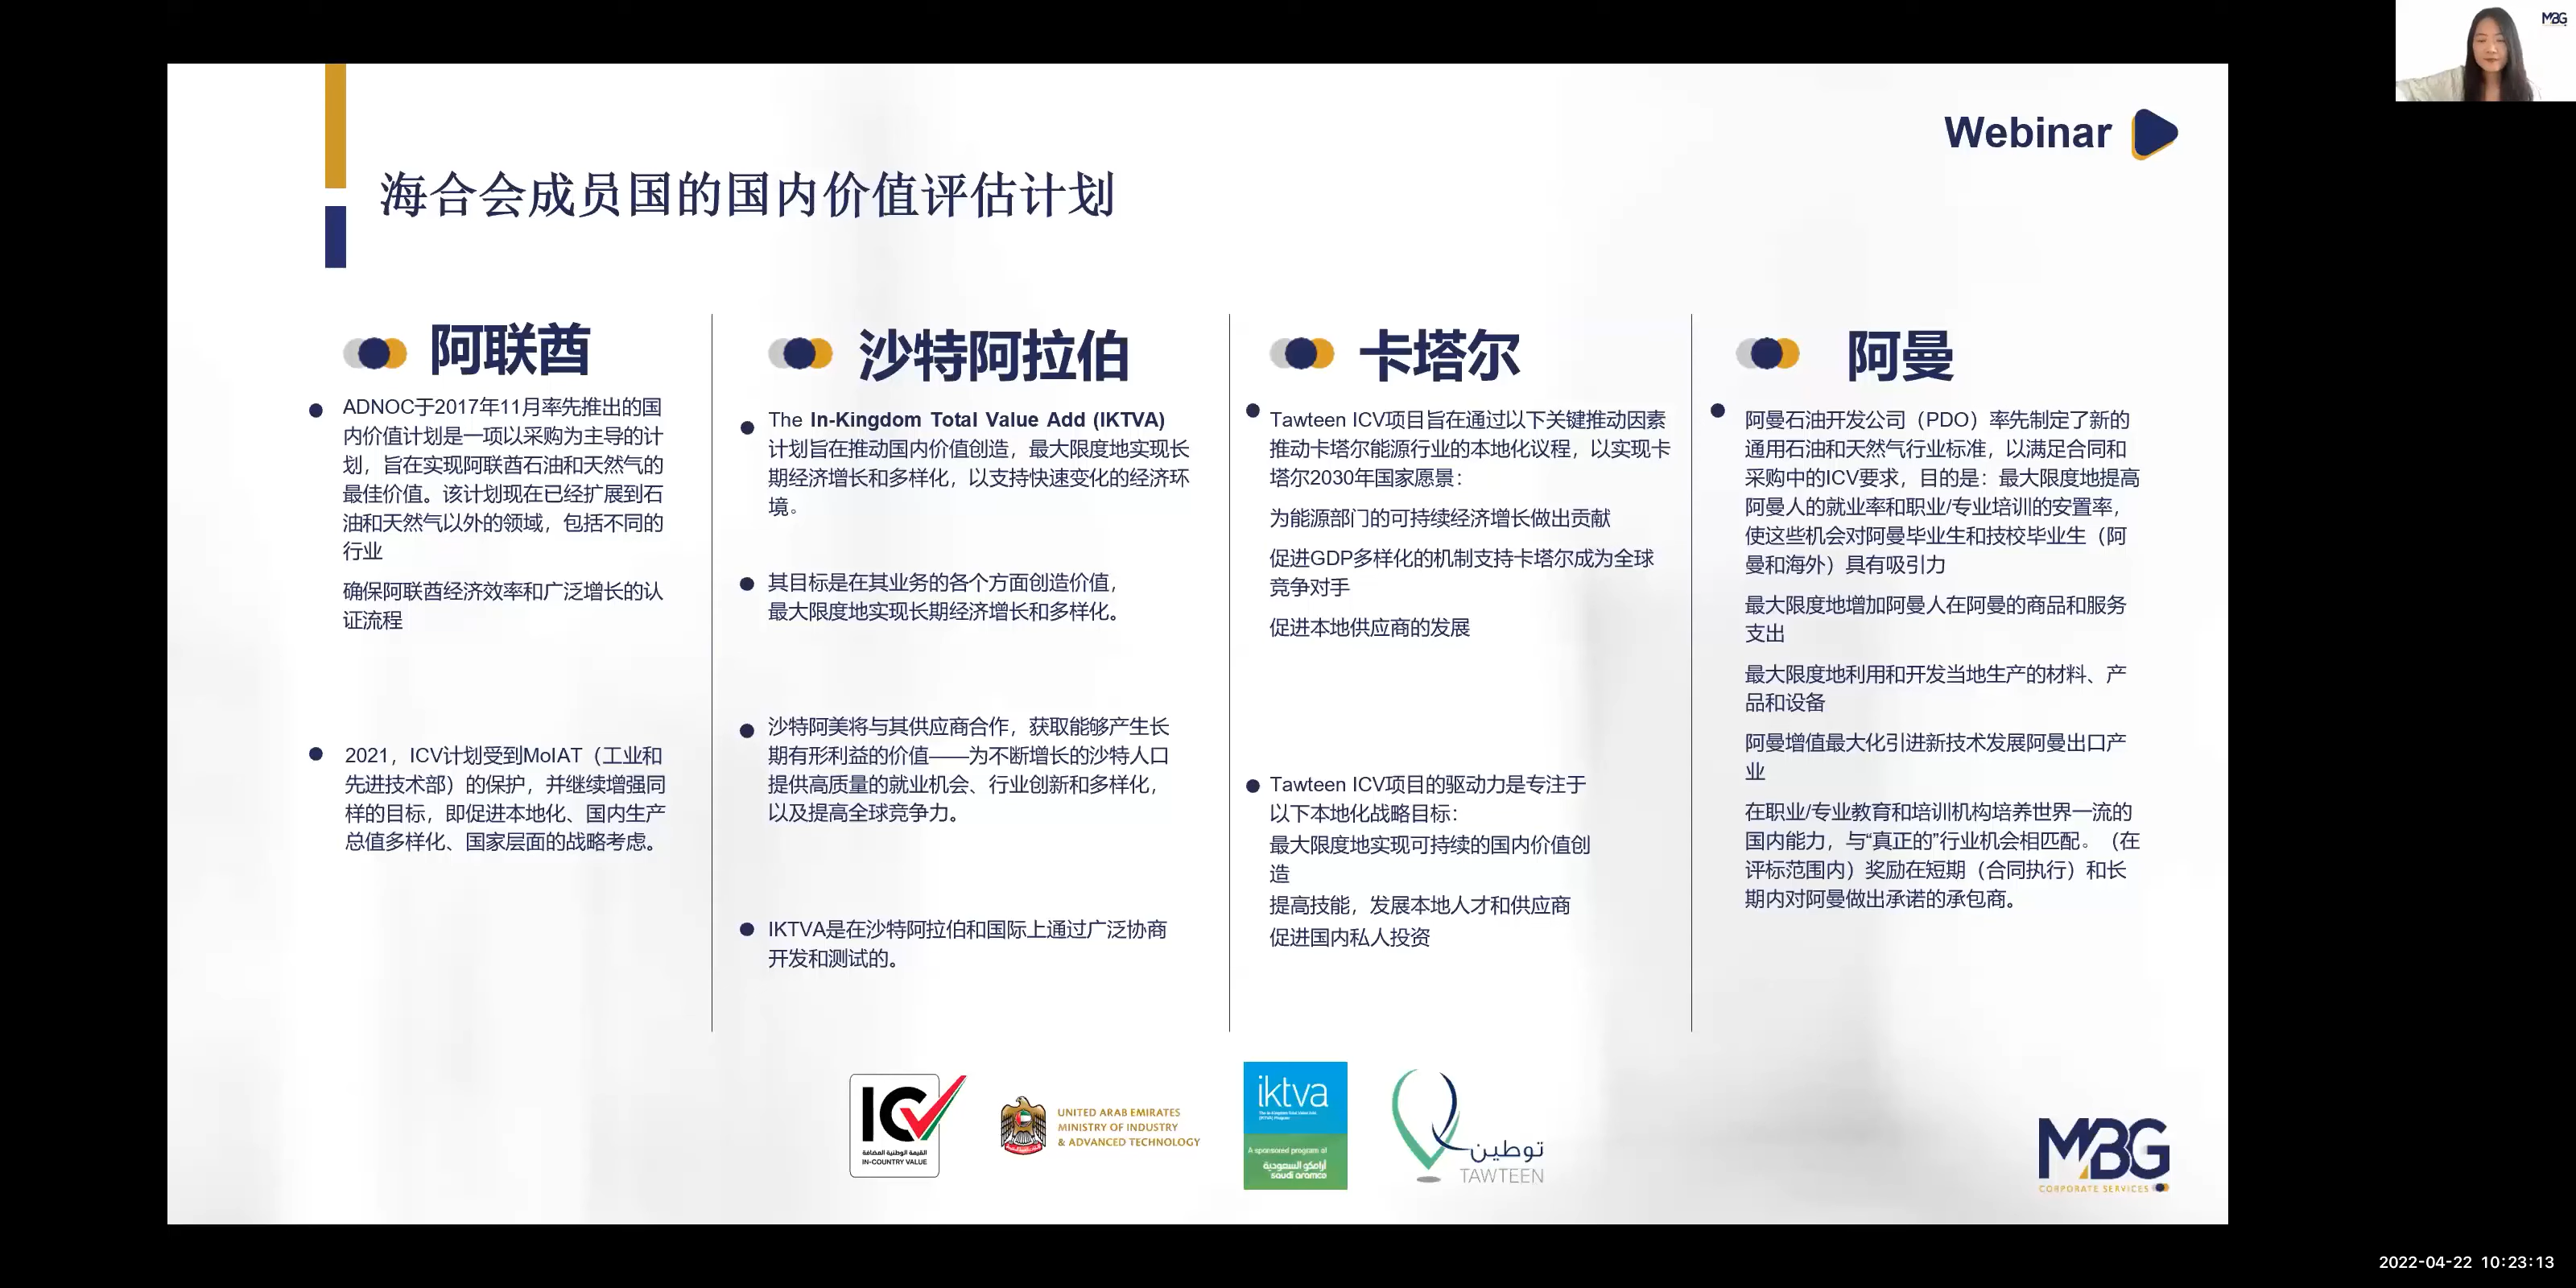 MBG
Webinar
海合会成员国的国内价值评估计划
阿联酋
ADNOC于2017年11月率先推出的国
内价值计划是一项以采购为主导的计
划，旨在实现阿联酋石油和天然气的
最佳价值。该计划现在已经扩展到石
油和天然气以外的领域，包括不同的
行业
确保阿联酋经济效率和广泛增长的认
证流程
2021，ICV计划受到MoIAT（工业和
先进技术部）的保护，并继续增强同
样的目标，即促进本地化、国内生产
总值多样化、国家层面的战略考虑。
沙特阿拉伯
The In-Kingdom Total Value Add (IKTVA)
计划旨在推动国内价值创造，最大限度地实现长
期经济增长和多样化，以支持快速变化的经济环
境。
其目标是在其业务的各个方面创造价值，
最大限度地实现长期经济增长和多样化。
沙特阿美将与其供应商合作，获取能够产生长
期有形利益的价值——为不断增长的沙特人口
提供高质量的就业机会、行业创新和多样化，
以及提高全球竞争力。
IKTVA是在沙特阿拉伯和国际上通过广泛协商
开发和测试的。
卡塔尔
Tawteen ICV项目旨在通过以下关键推动因素
推动卡塔尔能源行业的本地化议程，以实现卡
塔尔2030年国家愿景：
为能源部门的可持续经济增长做出贡献
促进GDP多样化的机制支持卡塔尔成为全球
竞争对手
促进本地供应商的发展
Tawteen ICV项目的驱动力是专注于
以下本地化战略目标：
最大限度地实现可持续的国内价值创
造
提高技能，发展本地人才和供应商
促进国内私人投资
阿曼
阿曼石油开发公司（PDO）率先制定了新的
通用石油和天然气行业标准，以满足合同和
采购中的ICV要求，目的是：最大限度地提高
阿曼人的就业率和职业/专业培训的安置率，
使这些机会对阿曼毕业生和技校毕业生（阿
曼和海外）具有吸引力
最大限度地增加阿曼人在阿曼的商品和服务
支出
最大限度地利用和开发当地生产的材料、产
品和设备
阿曼增值最大化引进新技术发展阿曼出口产
业
在职业/专业教育和培训机构培养世界一流的
国内能力，与“真正的”行业机会相匹配。（在
评标范围内）奖励在短期（合同执行）和长
期内对阿曼做出承诺的承包商。
ICV
القيمة الوطنية المضافة
IN-COUNTRY VALUE
UNITED ARAB EMIRATES
MINISTRY OF INDUSTRY
& ADVANCED TECHNOLOGY
iktva
A sponsored program of
أرامكو السعودية
saudi aramco
توطين
TAWTEEN
MBG
CORPORATE SERVICES
2022-04-22 10:23:13